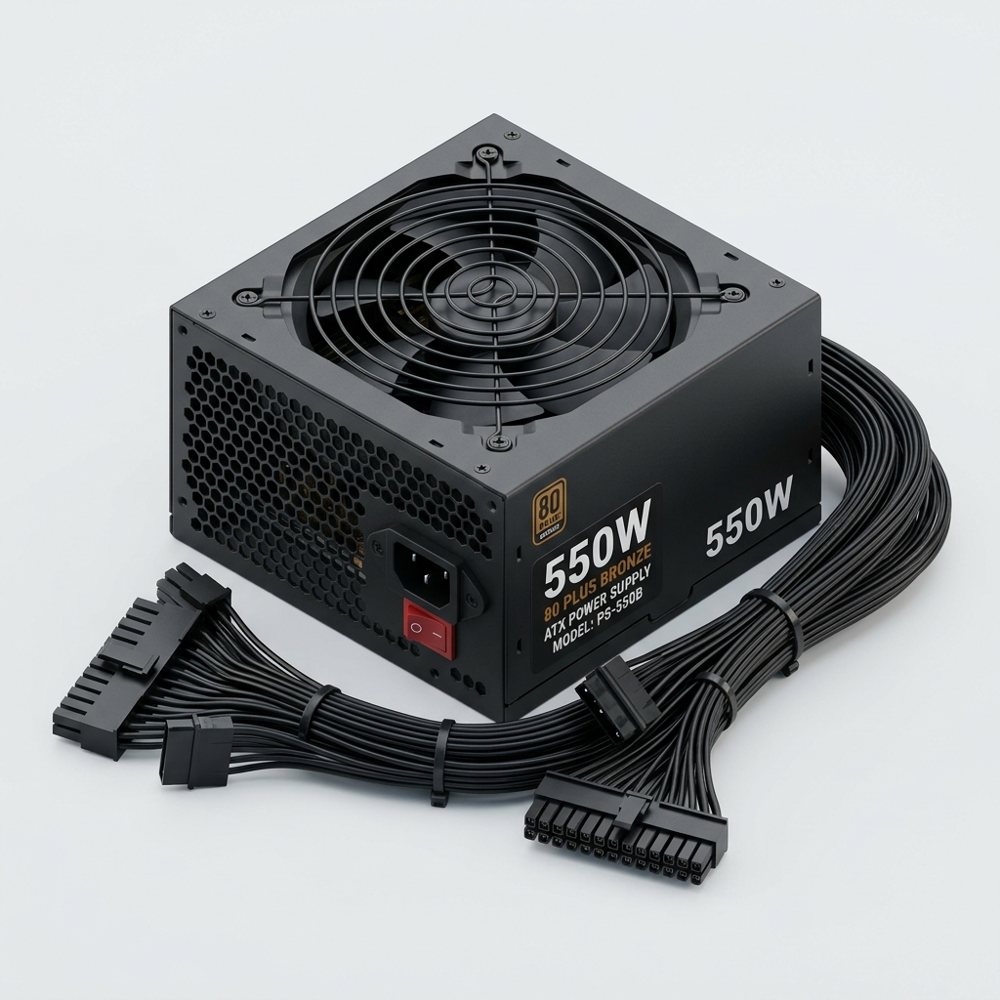 80
550W
80 PLUS BRONZE
ATX POWER SUPPLY
MODEL: PS-550B
550W